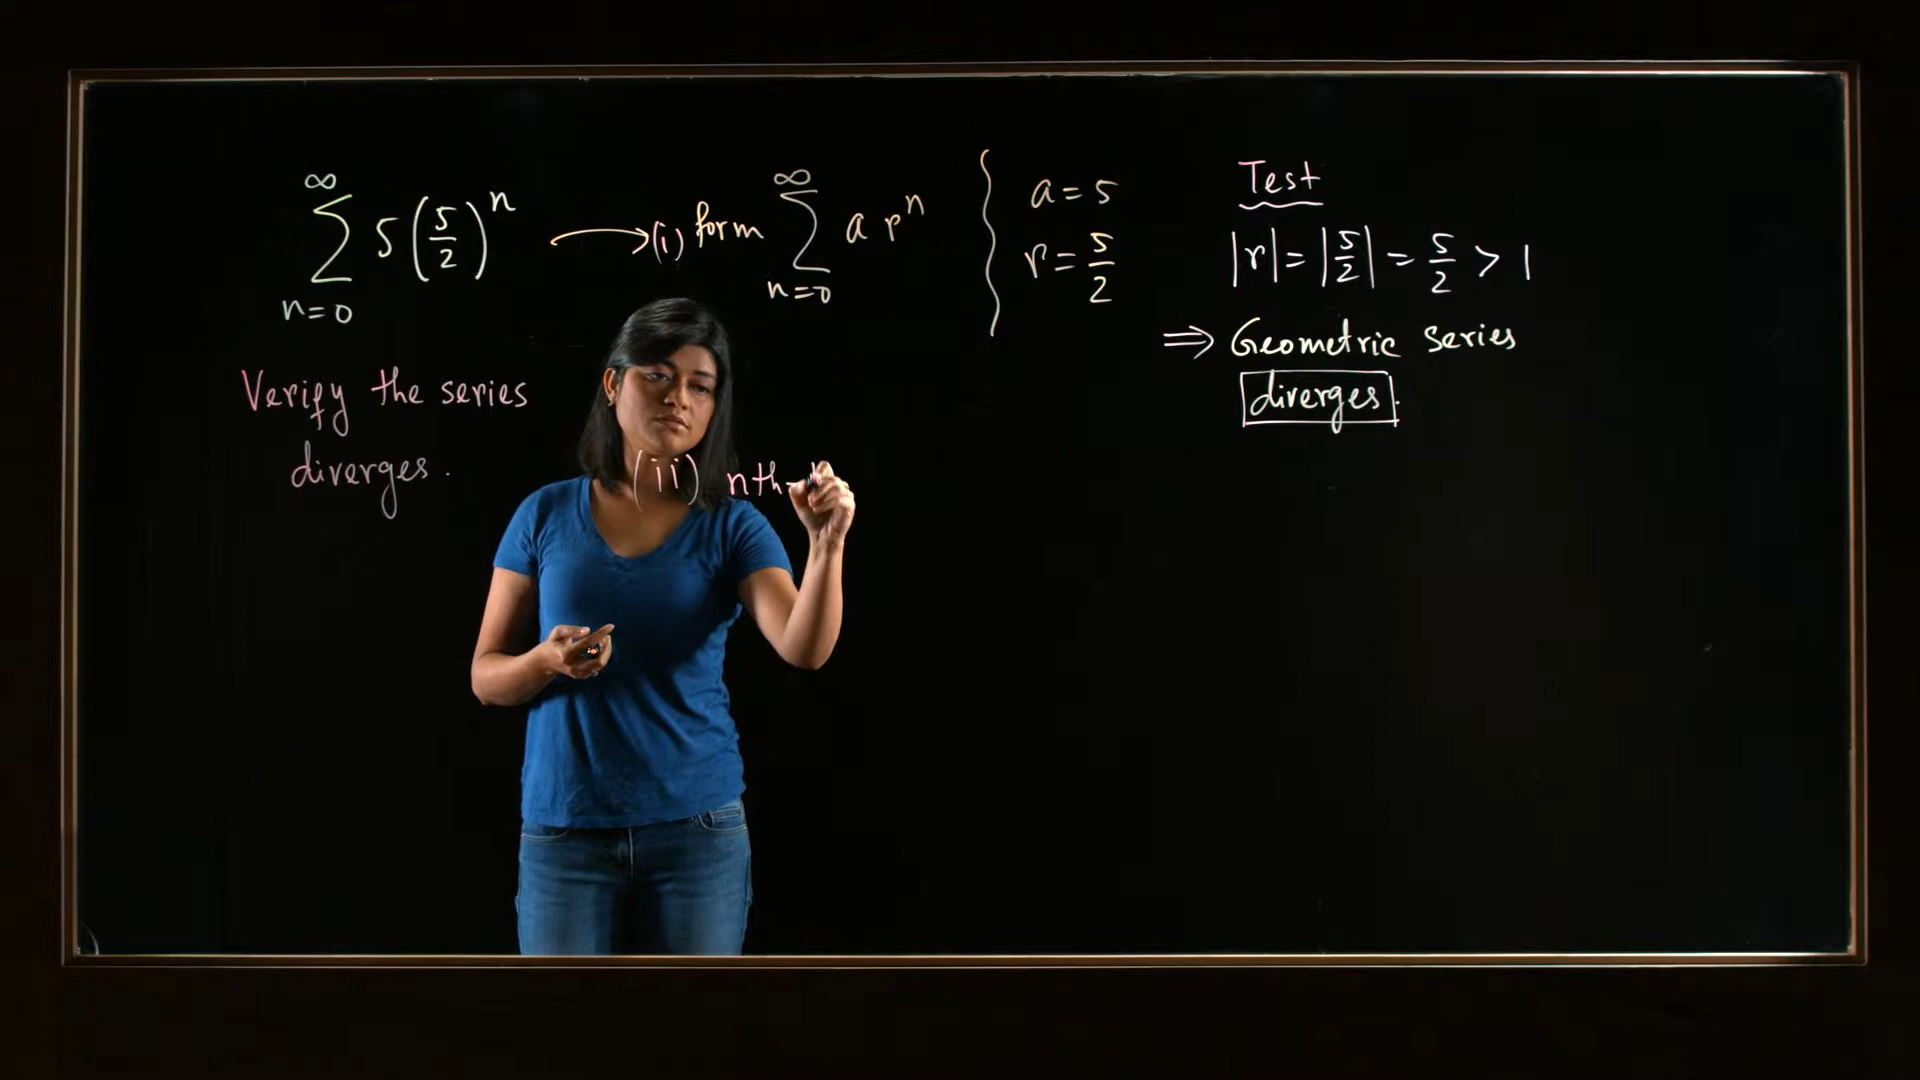 ∞
∑ 5(5/2)^n → (i) form ∑ a r^n
n=0
∞
n=0
a = 5
r = 5/2
Test
|r| = |5/2| = 5/2 > 1
⇒ Geometric series
diverges.
Verify the series
diverges.
(ii) nth-